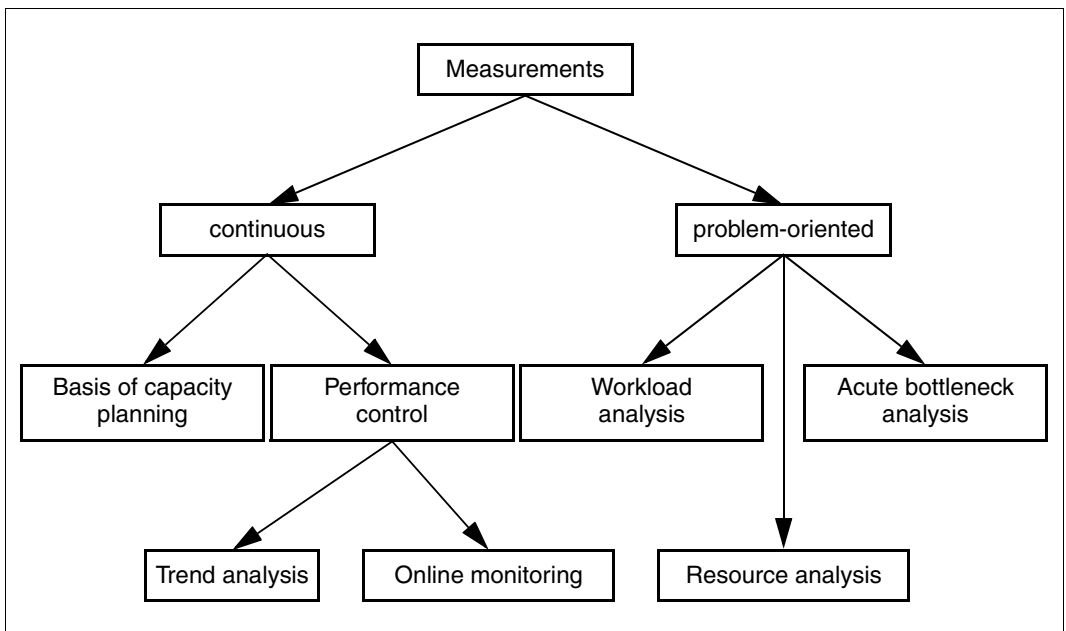 Measurements
continuous
problem-oriented
Basis of capacity
planning
Performance
control
Workload
analysis
Acute bottleneck
analysis
Trend analysis
Online monitoring
Resource analysis